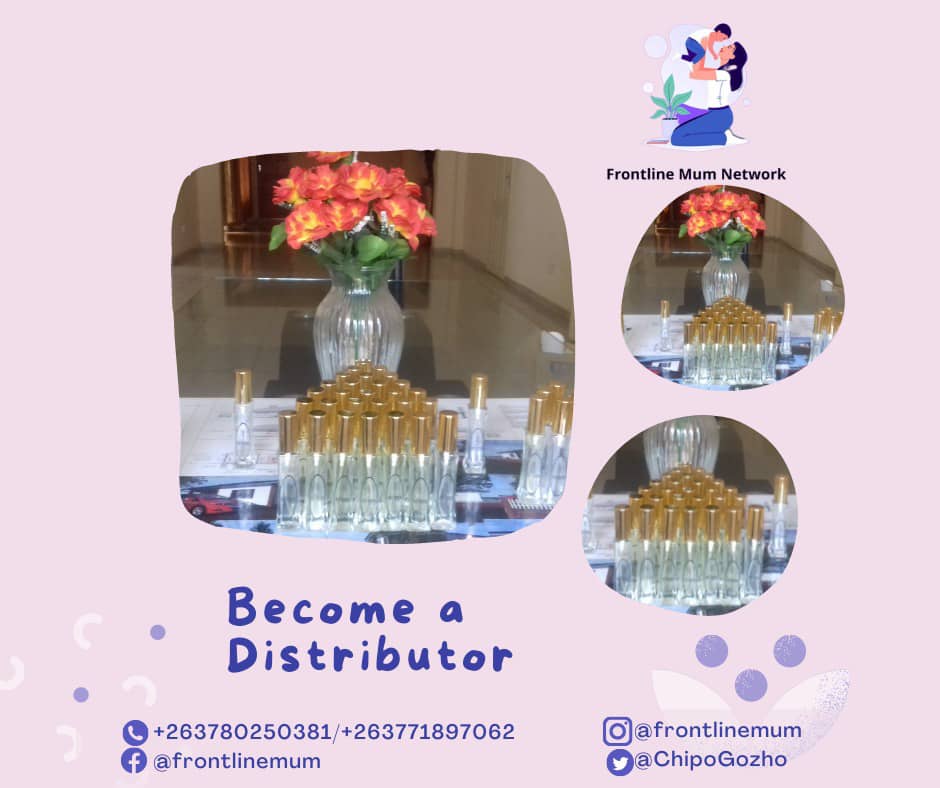 Frontline Mum Network
Become a
Distributor
+263780250381/+263771897062
@frontlinemum
@frontlinemum
@ChipoGozho